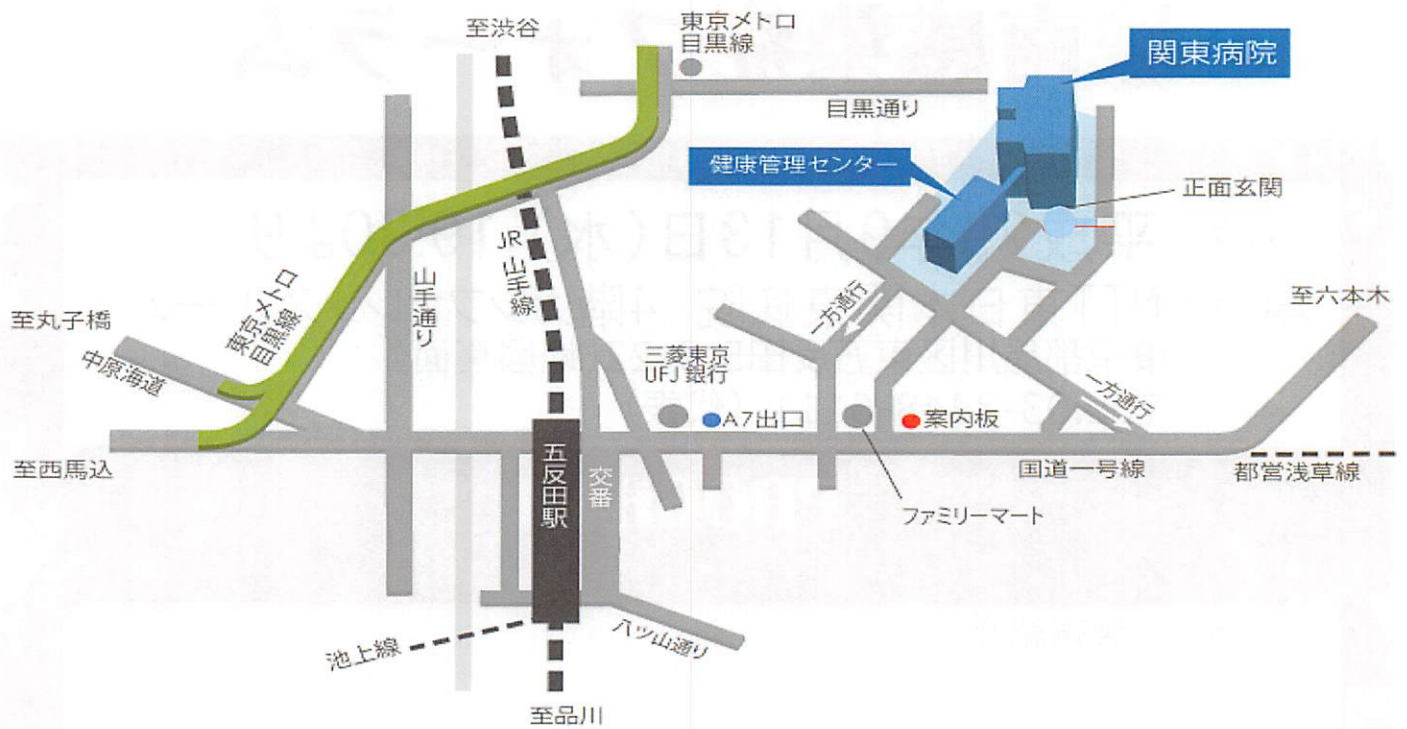 至渋谷
東京メトロ
目黒線
関東病院
目黒通り
健康管理センター
正面玄関
JR 山手線
山手通り
東京メトロ
目黒線
至丸子橋
中原海道
一方通行
至六本木
三菱東京
UFJ 銀行
A7出口
案内板
一方通行
至西馬込
五反田駅
交番
国道一号線
都営浅草線
ファミリーマート
池上線
八ツ山通り
至品川